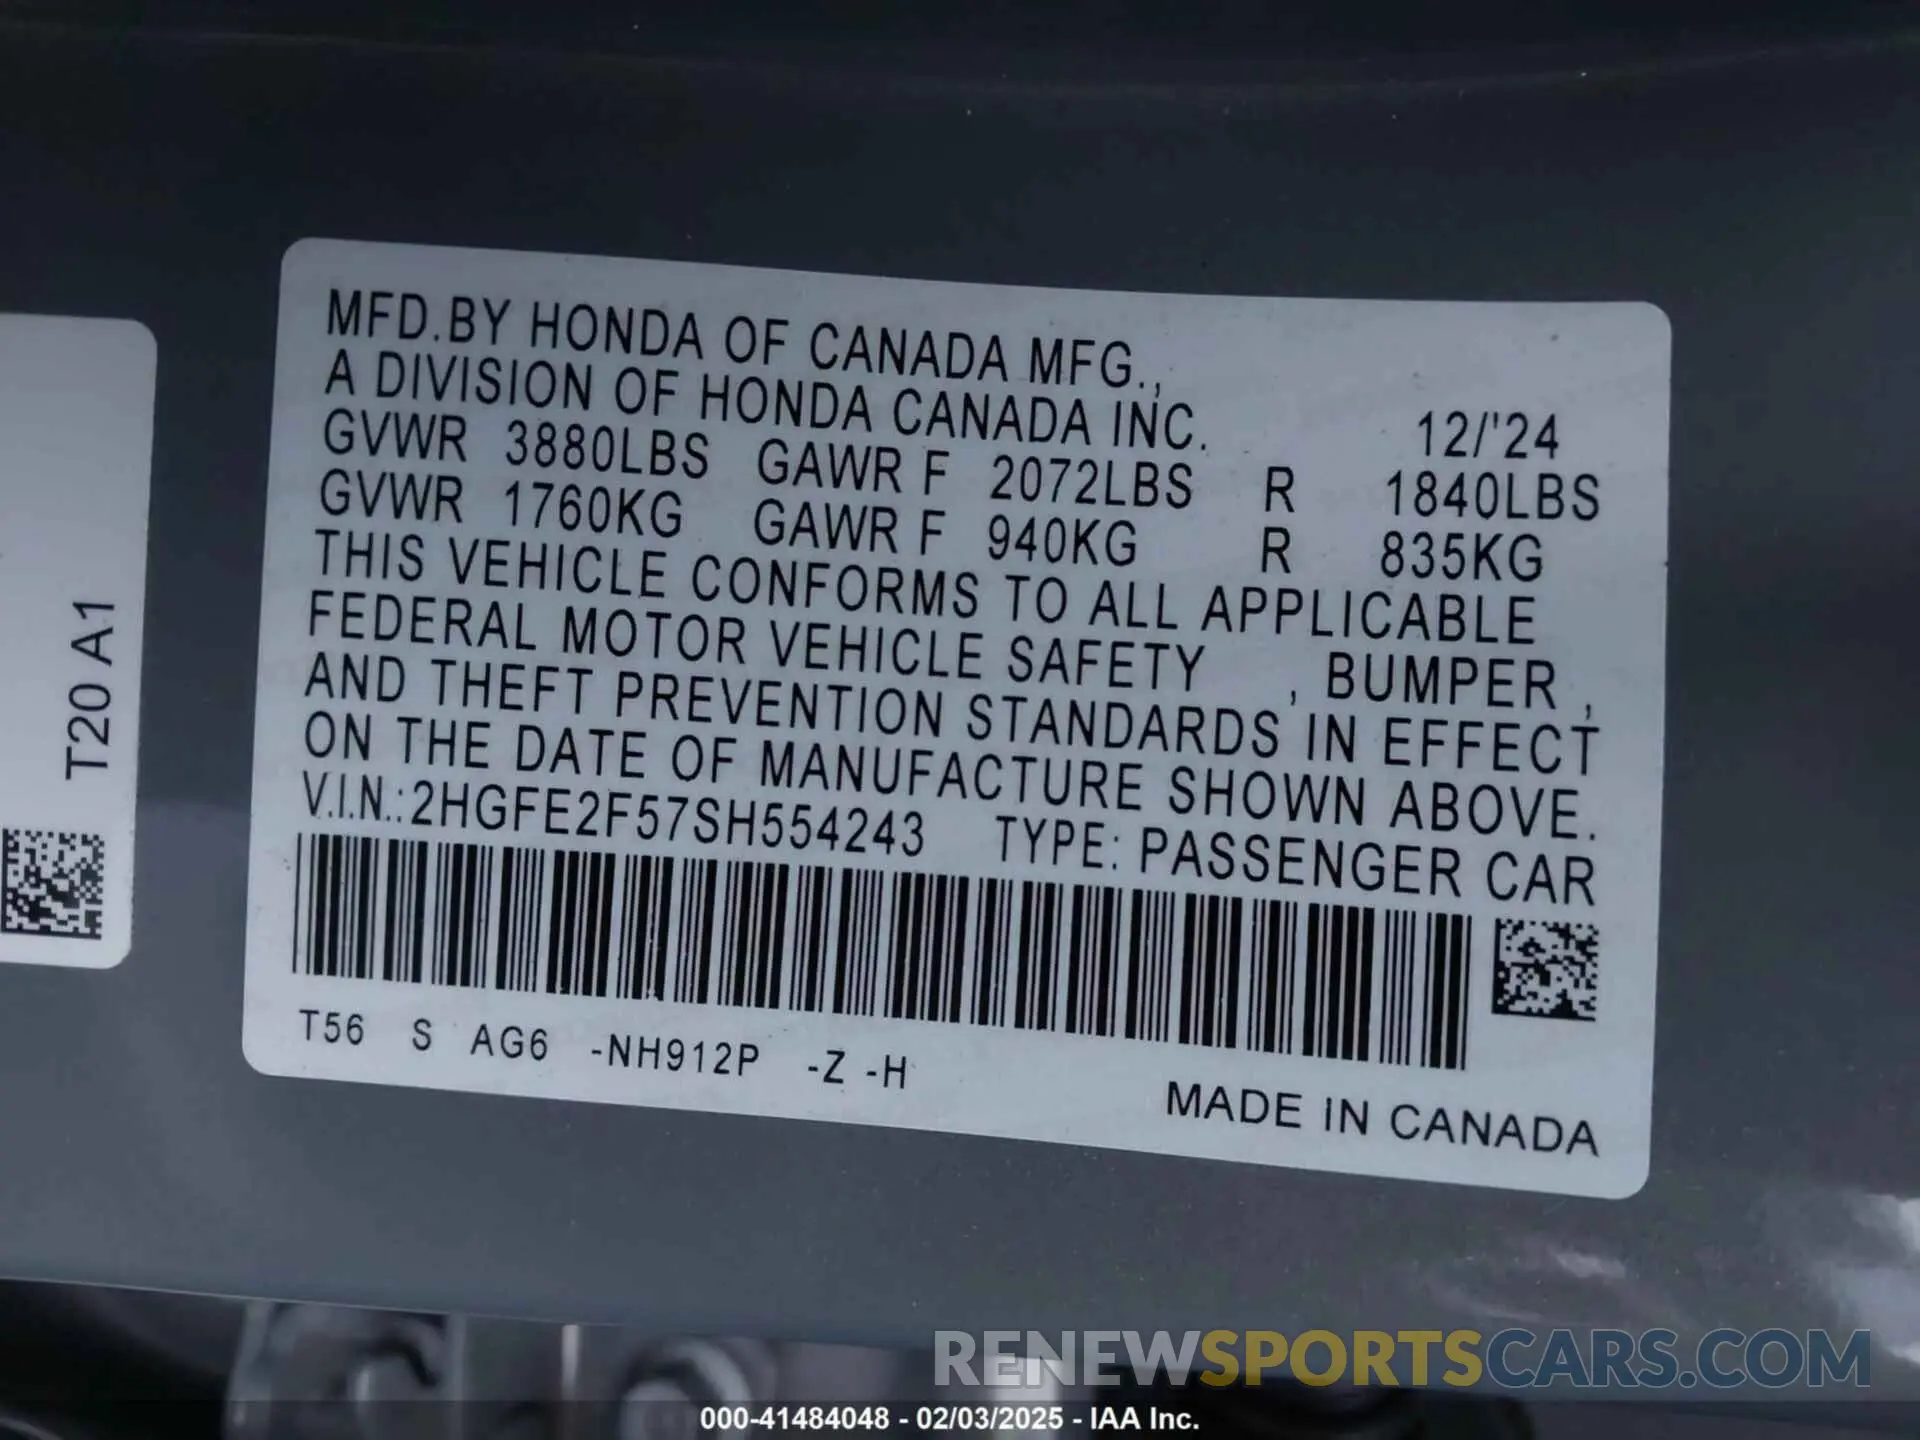 MFD.BY HONDA OF CANADA MFG.,
A DIVISION OF HONDA CANADA INC. 12/'24
GVWR 3880LBS GAWR F 2072LBS R 1840LBS
GVWR 1760KG GAWR F 940KG R 835KG
THIS VEHICLE CONFORMS TO ALL APPLICABLE
FEDERAL MOTOR VEHICLE SAFETY , BUMPER ,
AND THEFT PREVENTION STANDARDS IN EFFECT
ON THE DATE OF MANUFACTURE SHOWN ABOVE.
V.I.N.:2HGFE2F57SH554243 TYPE: PASSENGER CAR
T56 S AG6 -NH912P -Z -H
MADE IN CANADA
T20 A1
RENEWSPORTSCARS.COM
000-41484048 - 02/03/2025 - IAA Inc.